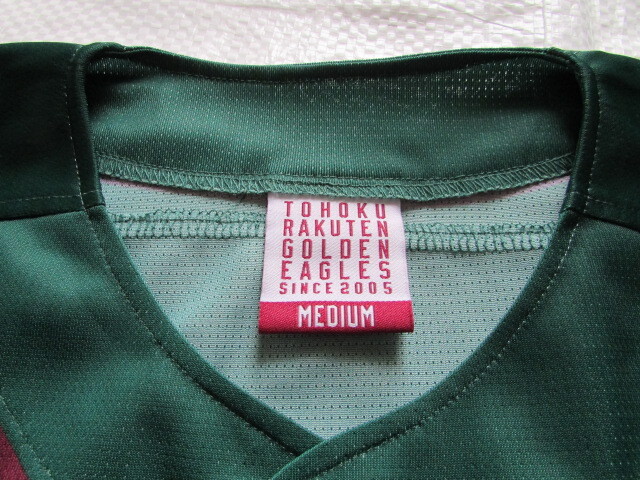 TOHOKU
RAKUTEN
GOLDEN
EAGLES
SINCE 2005
MEDIUM